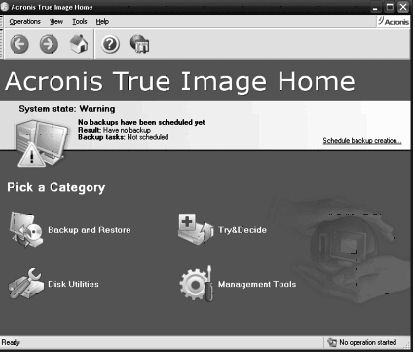 Acronis True Image Home
Operations View Tools Help
Acronis
Acronis True Image Home
System state: Warning
No backups have been scheduled yet
Result: Have no backup
Backup tasks: Not scheduled
Schedule backup creation...
Pick a Category
Backup and Restore
Try&Decide
Disk Utilities
Management Tools
Ready
No operation started